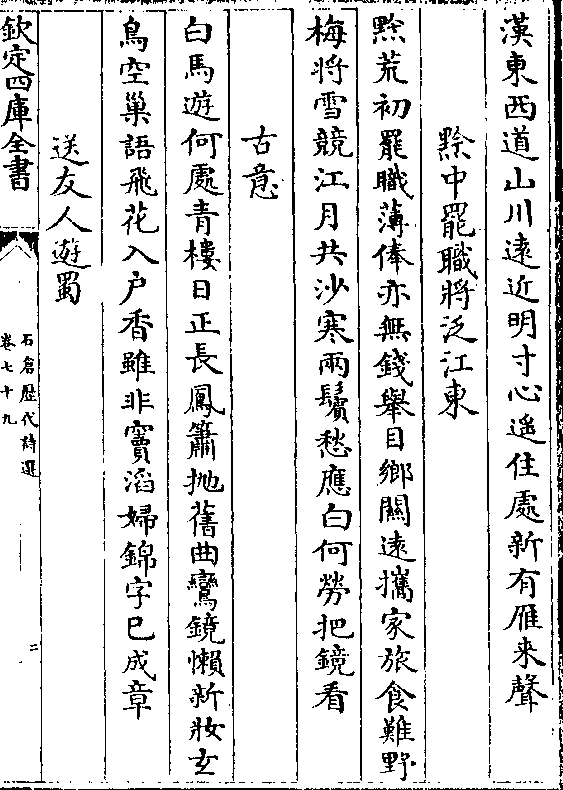 漢東西道山川遠近明寸心遥住處新有雁来聲
黔中罷職將泛江東
黔荒初罷職薄俸亦無錢舉目鄉關遠攜家旅食難野
梅將雪競江月共沙寒兩鬢愁應白何勞把鏡看
古意
白馬遊何處青樓日正長鳳簫抛舊曲鸞鏡懶新妝玄
鳥空巢語飛花入户香雖非竇滔婦錦字已成章
送友人遊蜀
欽定四庫全書
石倉歷代詩選
卷七十九
二